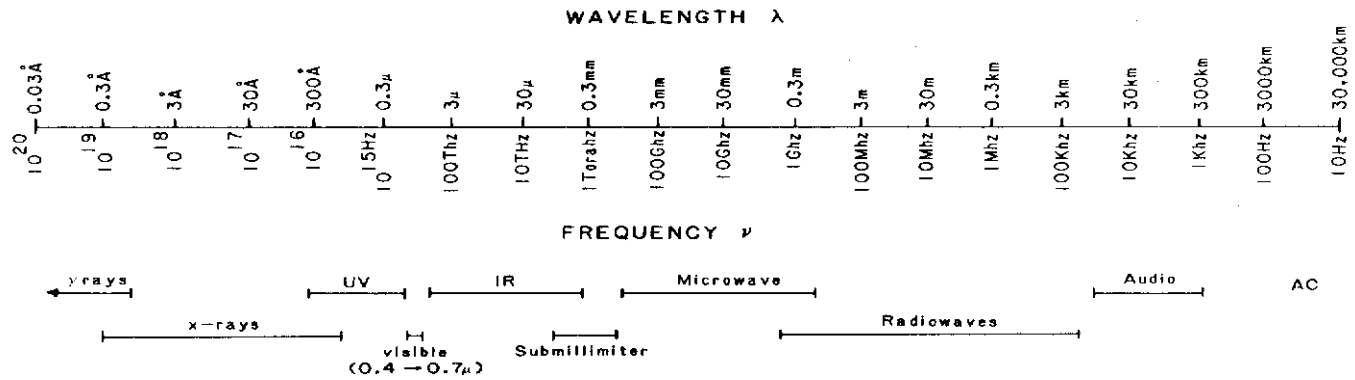 WAVELENGTH λ
0.03Å 0.3Å 3Å 30Å 300Å 0.3μ 3μ 30μ 0.3mm 3mm 30mm 0.3m 3m 30m 0.3km 3km 30km 300km 3000km 30,000km
10^20 10^19 10^18 10^17 10^16 10^15Hz 100Thz 10THz 1Torahz 100Ghz 10Ghz 1Ghz 100Mhz 10Mhz 1Mhz 100Khz 10Khz 1Khz 100Hz 10Hz
FREQUENCY ν
γrays UV IR Microwave Audio AC
x-rays visible Submillimiter Radiowaves
(0.4 → 0.7μ)